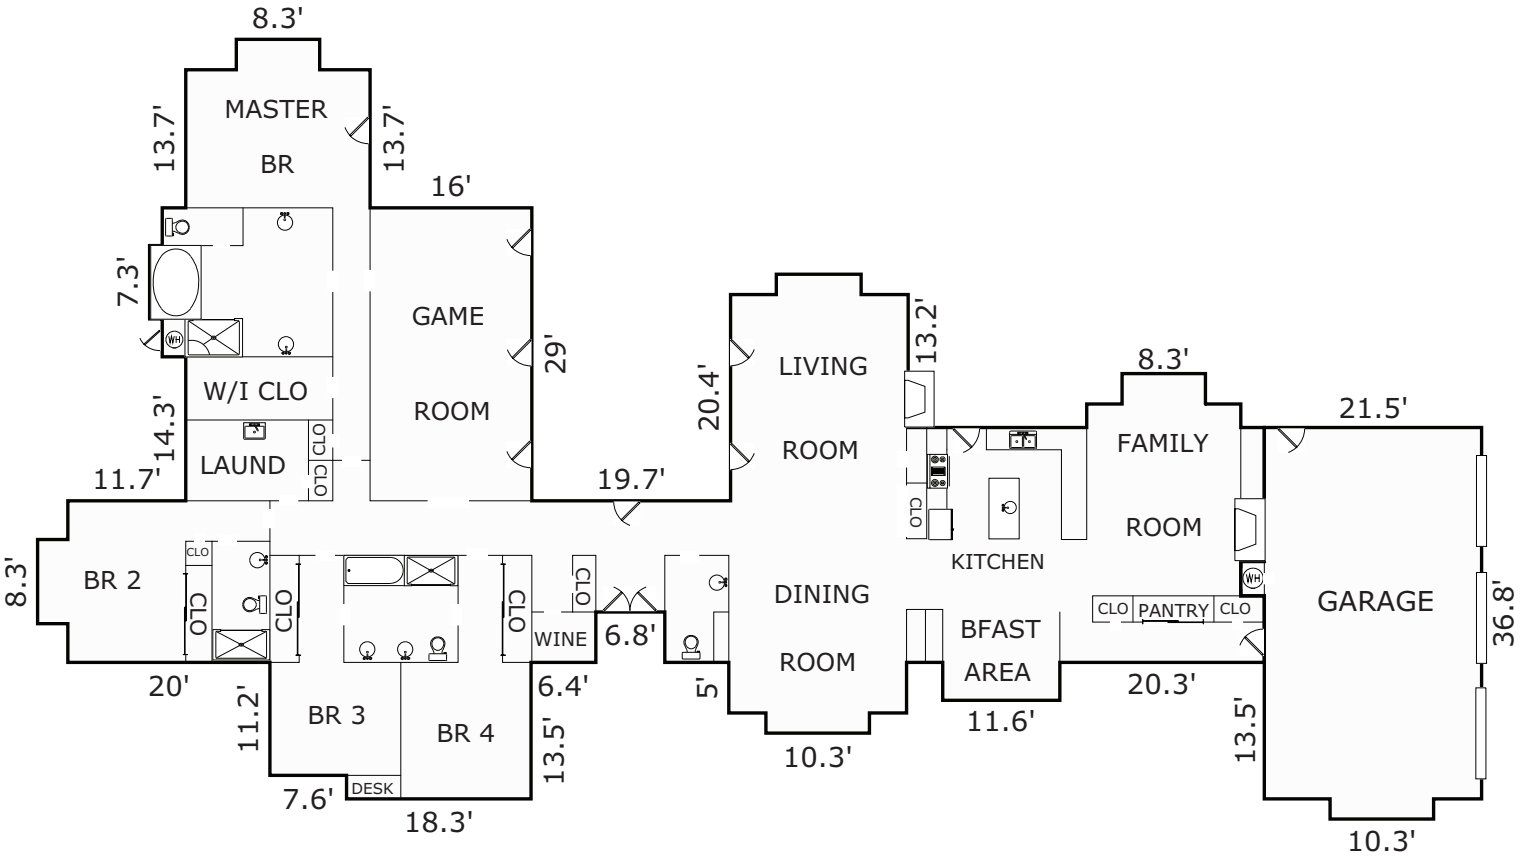 8.3'
MASTER
BR
13.7'
13.7'
16'
7.3'
WH
GAME
ROOM
29'
W/I CLO
14.3'
CLO
LAUND
CLO
11.7'
19.7'
20.4'
LIVING
ROOM
13.2'
8.3'
21.5'
FAMILY
ROOM
CLO
KITCHEN
8.3'
BR 2
CLO
CLO
CLO
CLO
CLO
WINE
6.8'
DINING
ROOM
BFAST
AREA
WH
CLO
PANTRY
CLO
GARAGE
36.8'
20'
11.2'
BR 3
BR 4
6.4'
13.5'
5'
10.3'
11.6'
20.3'
13.5'
7.6'
DESK
18.3'
10.3'